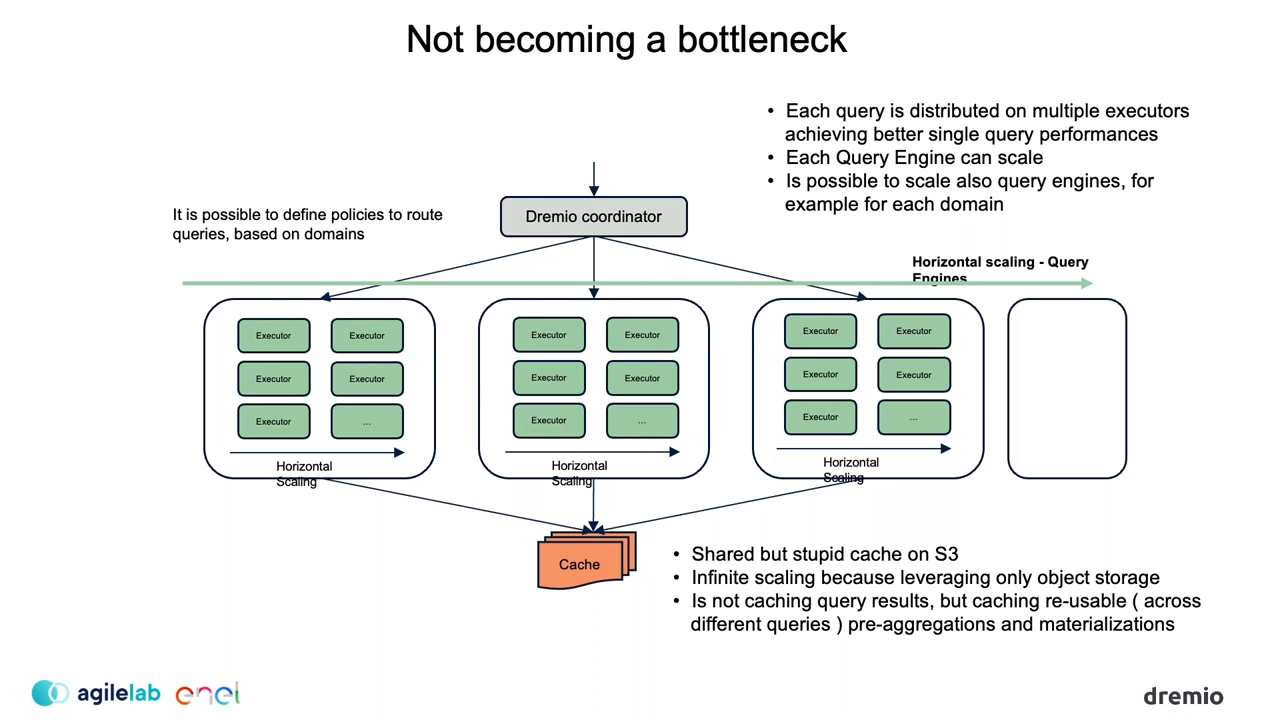 Not becoming a bottleneck
• Each query is distributed on multiple executors
achieving better single query performances
• Each Query Engine can scale
• Is possible to scale also query engines, for
example for each domain
It is possible to define policies to route
queries, based on domains
Dremio coordinator
Horizontal scaling - Query
Engines
Executor Executor
Executor Executor
Executor ...
Horizontal
Scaling
Executor Executor
Executor Executor
Executor ...
Horizontal
Scaling
Executor Executor
Executor Executor
Executor ...
Horizontal
Scaling
Cache
• Shared but stupid cache on S3
• Infinite scaling because leveraging only object storage
• Is not caching query results, but caching re-usable ( across
different queries ) pre-aggregations and materializations
agilelab enel
dremio